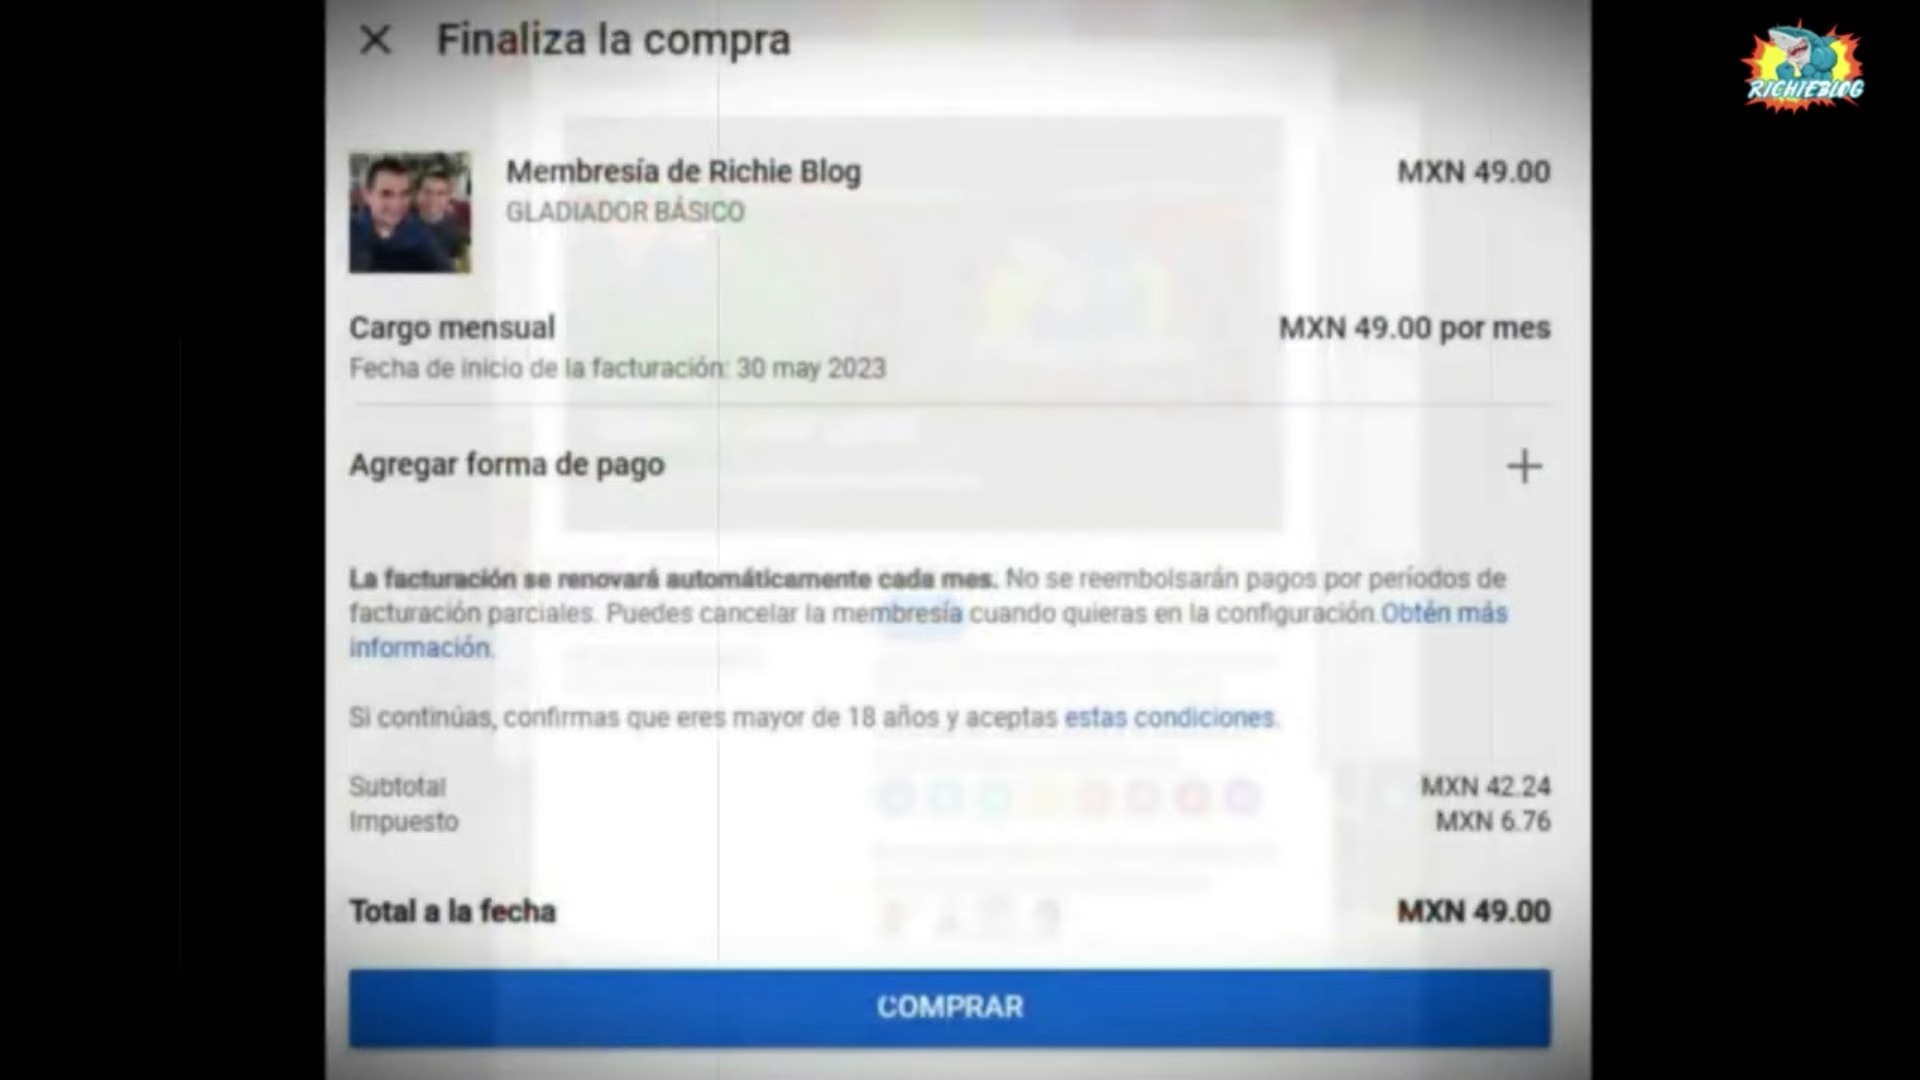 Finaliza la compra
RICHIEBLOG
Membresía de Richie Blog
MXN 49.00
GLADIADOR BÁSICO
Cargo mensual
MXN 49.00 por mes
Fecha de inicio de la facturación: 30 may 2023
Agregar forma de pago
La facturación se renovará automáticamente cada mes. No se reembolsarán pagos por períodos de
facturación parciales. Puedes cancelar la membresía cuando quieras en la configuración.Obtén más
información.
Si continúas, confirmas que eres mayor de 18 años y aceptas estas condiciones.
Subtotal
MXN 42.24
Impuesto
MXN 6.76
Total a la fecha
MXN 49.00
COMPRAR